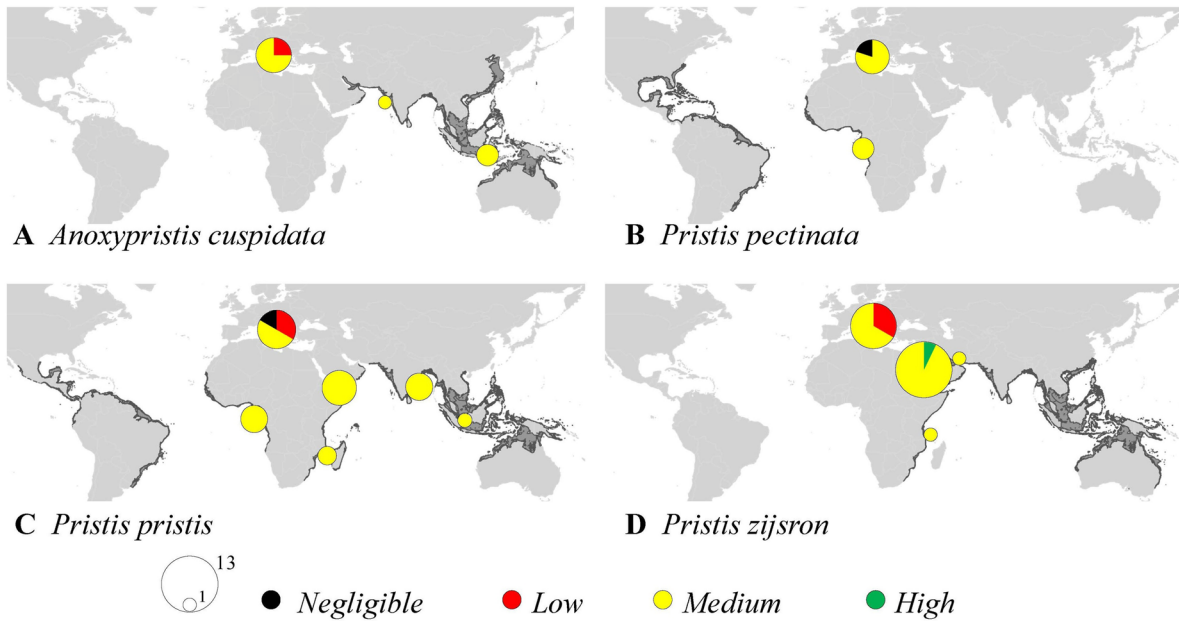 A Anoxypristis cuspidata
B Pristis pectinata
C Pristis pristis
D Pristis zijsron
13
1
Negligible
Low
Medium
High